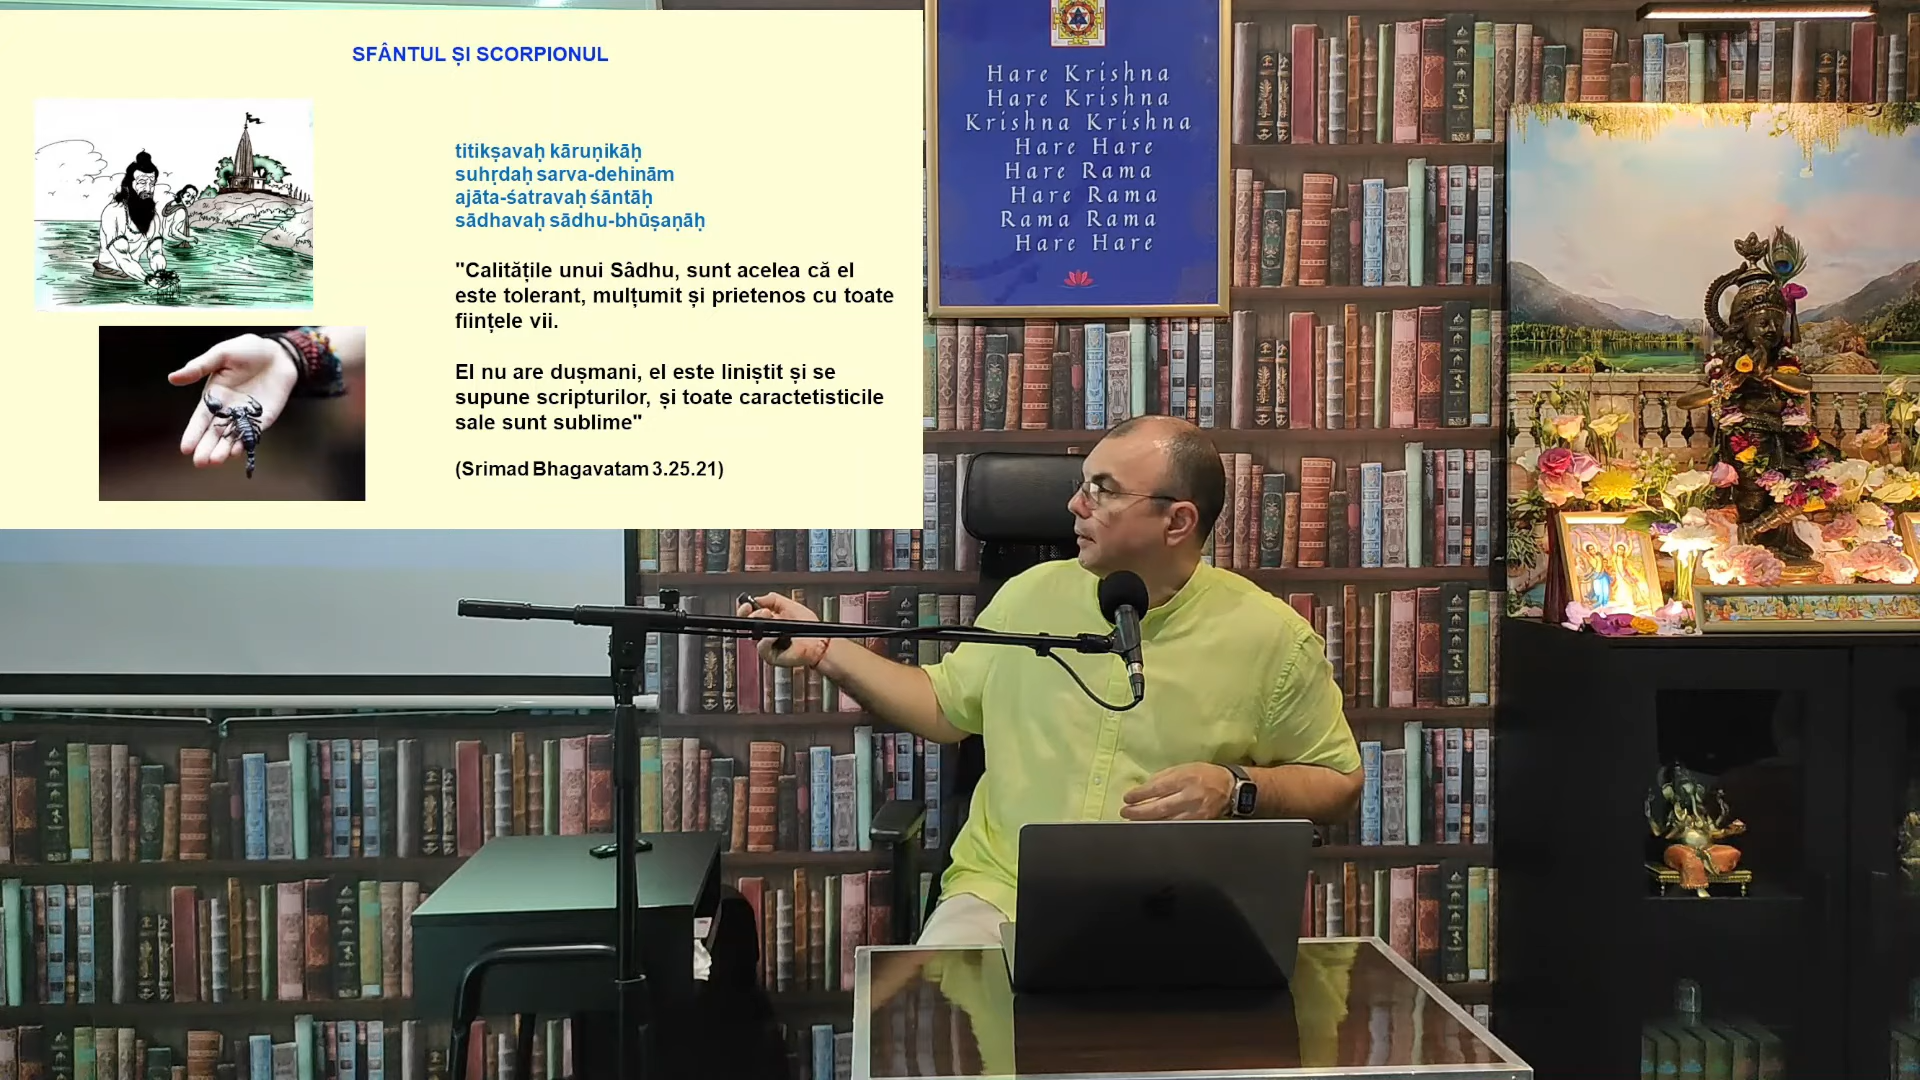 SFÂNTUL ȘI SCORPIONUL
titikṣavaḥ kāruṇikāḥ
suhṛdaḥ sarva-dehinām
ajāta-śatravaḥ śāntāḥ
sādhavaḥ sādhu-bhūṣaṇāḥ
"Calitățile unui Sâdhu, sunt acelea că el
este tolerant, mulțumit și prietenos cu toate
ființele vii.
El nu are dușmani, el este liniștit și se
supune scripturilor, și toate caractetisticile
sale sunt sublime"
(Srimad Bhagavatam 3.25.21)
Hare Krishna
Hare Krishna
Krishna Krishna
Hare Hare
Hare Rama
Hare Rama
Rama Rama
Hare Hare